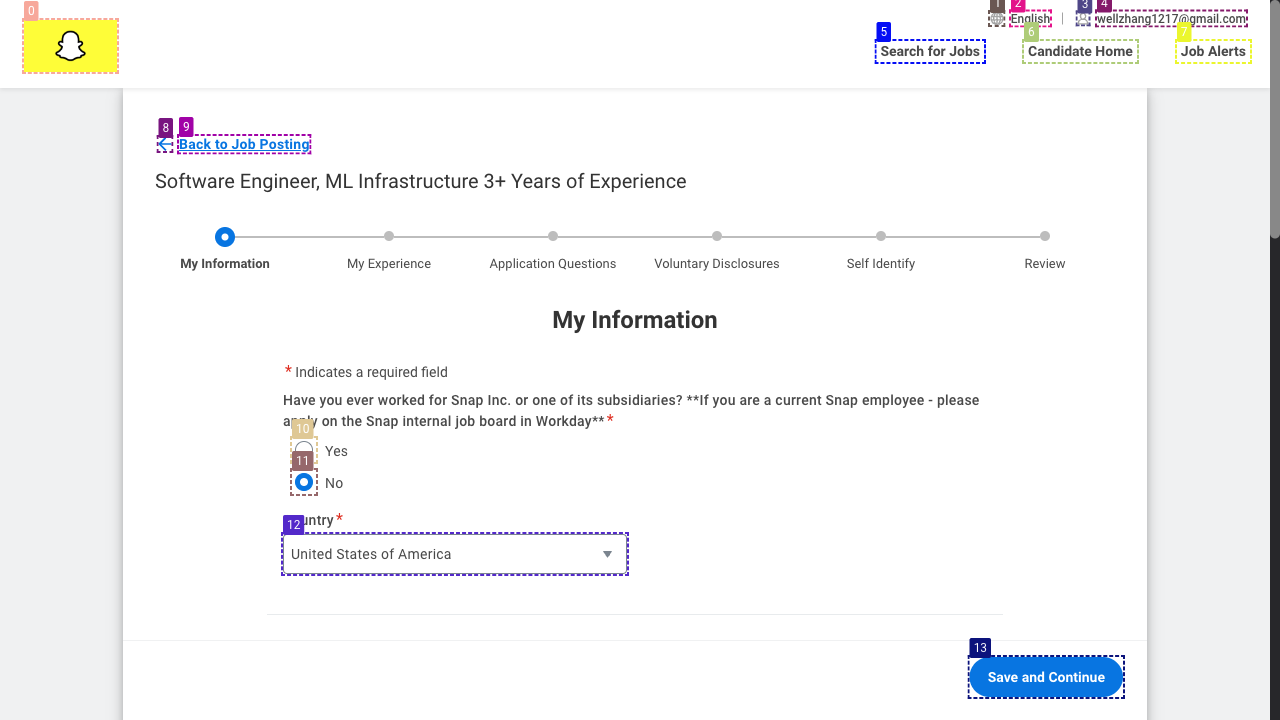 0
1
2
3
4
English
wellzhang1217@gmail.com
5
6
7
Search for Jobs
Candidate Home
Job Alerts
8
9
Back to Job Posting
Software Engineer, ML Infrastructure 3+ Years of Experience
My Information
My Experience
Application Questions
Voluntary Disclosures
Self Identify
Review
My Information
* Indicates a required field
Have you ever worked for Snap Inc. or one of its subsidiaries? **If you are a current Snap employee - please
on the Snap internal job board in Workday** *
10
Yes
11
No
12
*
United States of America
13
Save and Continue